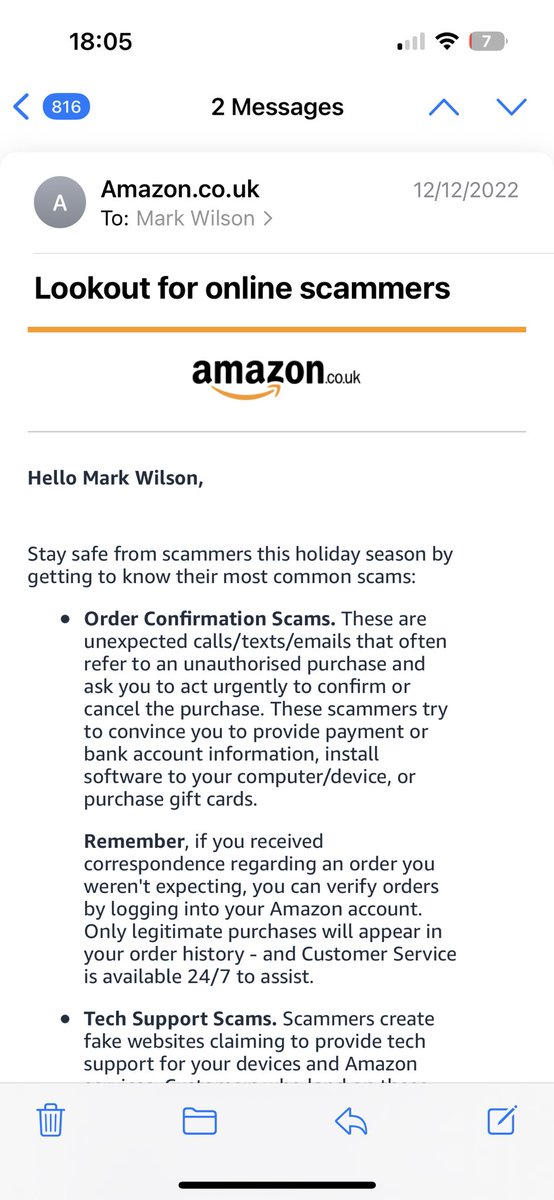 18:05
7
816
2 Messages
A
Amazon.co.uk
12/12/2022
To: Mark Wilson
Lookout for online scammers
amazon.co.uk
Hello Mark Wilson,
Stay safe from scammers this holiday season by
getting to know their most common scams:
• Order Confirmation Scams. These are
unexpected calls/texts/emails that often
refer to an unauthorised purchase and
ask you to act urgently to confirm or
cancel the purchase. These scammers try
to convince you to provide payment or
bank account information, install
software to your computer/device, or
purchase gift cards.
Remember, if you received
correspondence regarding an order you
weren't expecting, you can verify orders
by logging into your Amazon account.
Only legitimate purchases will appear in
your order history - and Customer Service
is available 24/7 to assist.
• Tech Support Scams. Scammers create
fake websites claiming to provide tech
support for your devices and Amazon